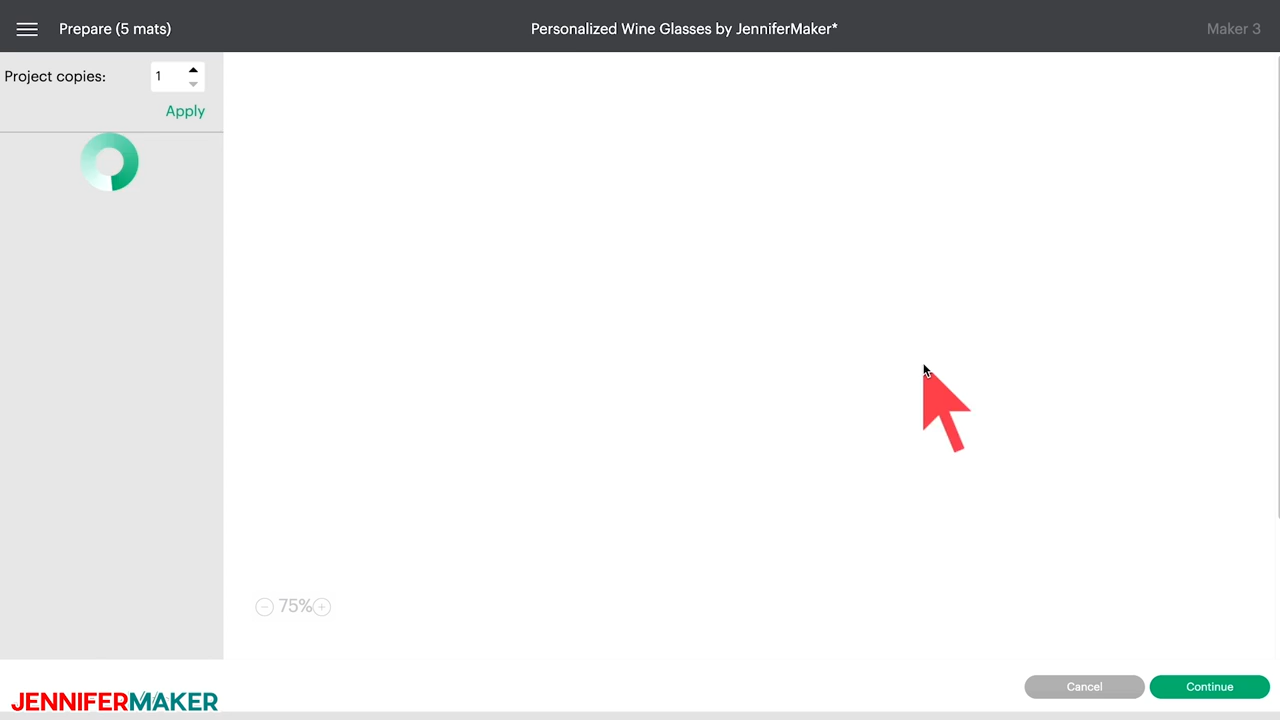 Prepare (5 mats)
Personalized Wine Glasses by JenniferMaker*
Maker 3
Project copies:
1
Apply
75%
Cancel
Continue
JENNIFERMAKER